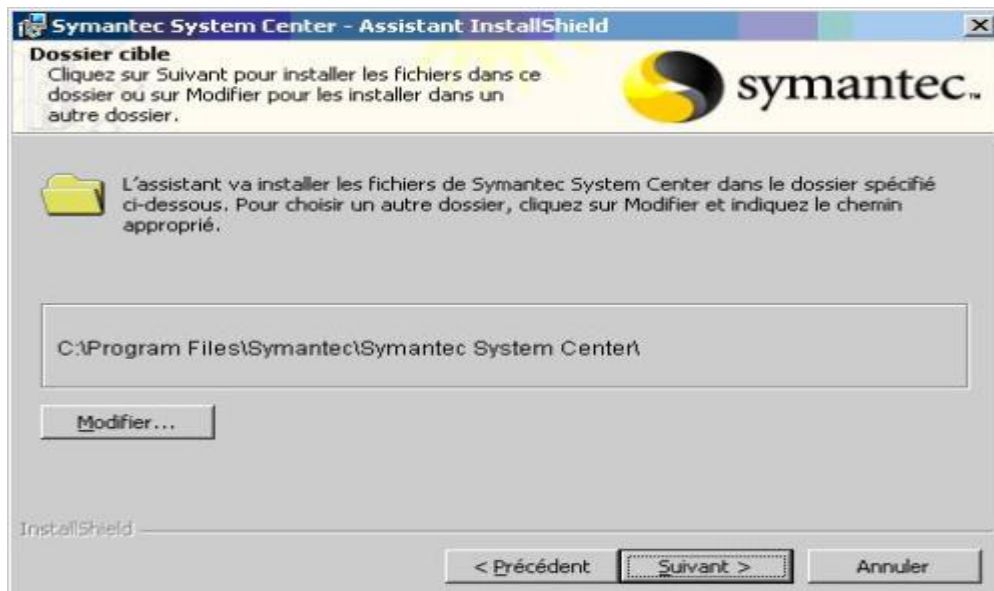 Symantec System Center - Assistant InstallShield
Dossier cible
Cliquez sur Suivant pour installer les fichiers dans ce
dossier ou sur Modifier pour les installer dans un
autre dossier.
symantec™
L'assistant va installer les fichiers de Symantec System Center dans le dossier spécifié
ci-dessous. Pour choisir un autre dossier, cliquez sur Modifier et indiquez le chemin
approprié.
C:\Program Files\Symantec\Symantec System Center\
Modifier...
InstallShield
< Précédent
Suivant >
Annuler